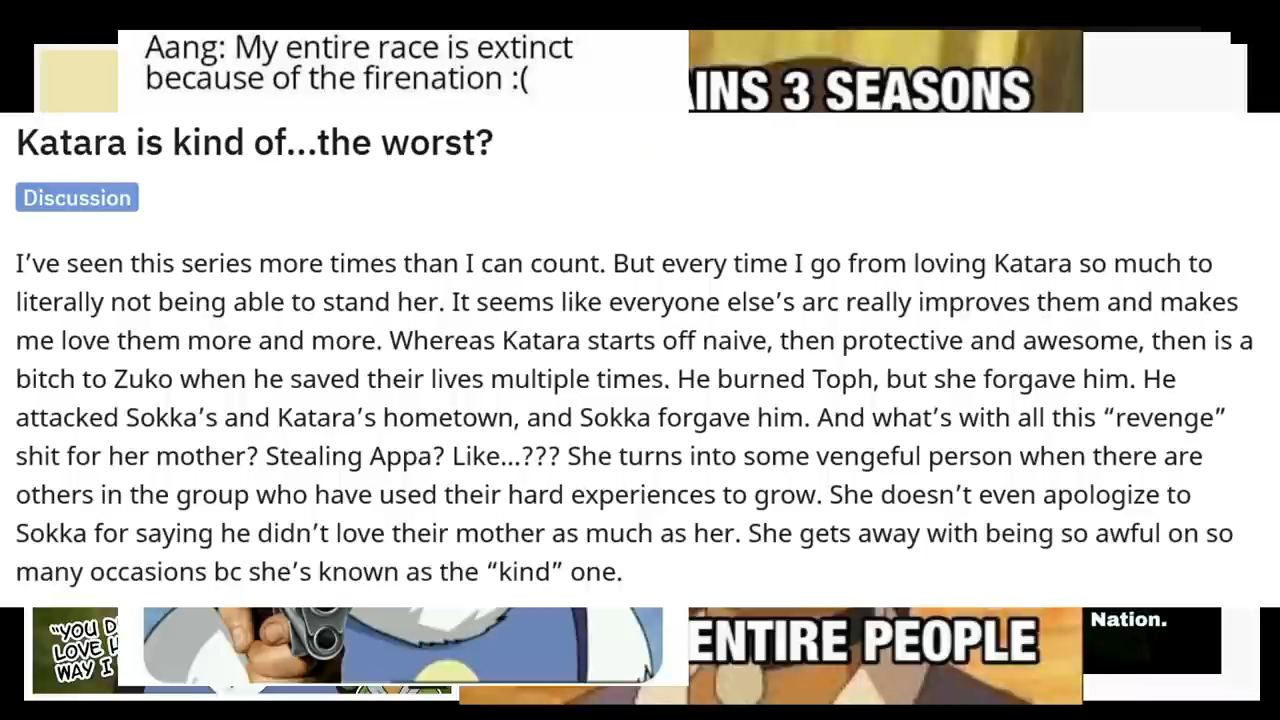 Aang: My entire race is extinct
because of the firenation :(
INS 3 SEASONS
Katara is kind of...the worst?
Discussion
I’ve seen this series more times than I can count. But every time I go from loving Katara so much to
literally not being able to stand her. It seems like everyone else’s arc really improves them and makes
me love them more and more. Whereas Katara starts off naive, then protective and awesome, then is a
bitch to Zuko when he saved their lives multiple times. He burned Toph, but she forgave him. He
attacked Sokka’s and Katara’s hometown, and Sokka forgave him. And what’s with all this “revenge”
shit for her mother? Stealing Appa? Like...??? She turns into some vengeful person when there are
others in the group who have used their hard experiences to grow. She doesn’t even apologize to
Sokka for saying he didn’t love their mother as much as her. She gets away with being so awful on so
many occasions bc she’s known as the “kind” one.
“YOU D
LOVE H
WAY I
ENTIRE PEOPLE
Nation.